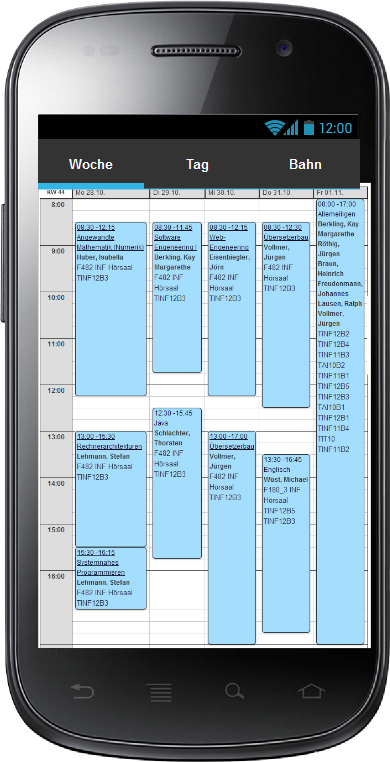 12:00
Woche Tag Bahn
KW 44 Mo 28.10. Di 29.10. Mi 30.10. Do 31.10. Fr 01.11.
8:00
9:00
10:00
11:00
12:00
13:00
14:00
15:00
16:00
08:30 -12:15
Angewandte
Mathematik (Numerik)
Huber, Isabella
F482 INF Hörsaal
TINF12B3
13:00 -15:30
Rechnerarchitekturen
Lehmann, Stefan
F482 INF Hörsaal
TINF12B3
15:30 -16:15
Systemnahes
Programmieren
Lehmann, Stefan
F482 INF Hörsaal
TINF12B3
08:30 -11:45
Software
Engeneering I
Berkling, Kay
Margarethe
F482 INF
Hörsaal
TINF12B3
12:30 -15:45
Java
Schlachter,
Thorsten
F482 INF
Hörsaal
TINF12B3
08:30 -12:15
Web-
Engeneering
Eisenbiegler,
Jörn
F482 INF
Hörsaal
TINF12B3
13:00 -17:00
Übersetzerbau
Vollmer,
Jürgen
F482 INF
Hörsaal
TINF12B3
08:30 -12:30
Übersetzerbau
Vollmer,
Jürgen
F482 INF
Hörsaal
TINF12B3
13:30 -16:45
Englisch
Wüst, Michael
F180_3 INF
Hörsaal
TINF12B5
TINF12B3
08:00 -17:00
Allerheiligen
Berkling, Kay
Margarethe
Röthig,
Jürgen
Braun,
Heinrich
Freudenmann,
Johannes
Lausen, Ralph
Vollmer,
Jürgen
TINF12B2
TINF12B4
TINF11B3
TAI10B2
TINF11B1
TINF12B5
TINF12B3
TAI10B1
TINF12B1
TINF11B4
TIT10
TINF11B2